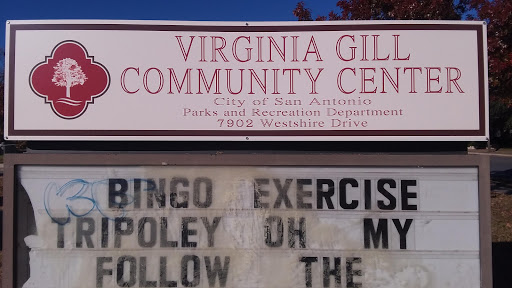 VIRGINIA GILL
COMMUNITY CENTER
City of San Antonio
Parks and Recreation Department
7902 Westshire Drive
BINGO EXERCISE
TRIPOLEY OH MY
FOLLOW THE